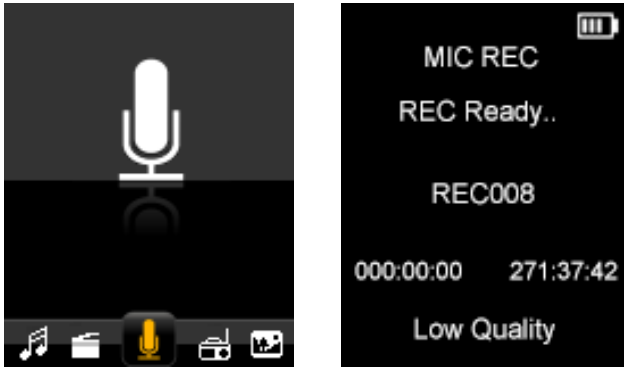 MIC REC
REC Ready..
REC008
000:00:00 271:37:42
Low Quality